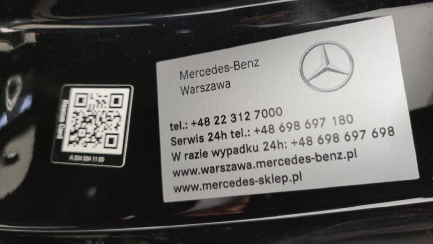 Mercedes-Benz
Warszawa
tel.: +48 22 312 7000
Serwis 24h tel.: +48 698 697 180
W razie wypadku 24h: +48 698 697 698
www.warszawa.mercedes-benz.pl
www.mercedes-sklep.pl